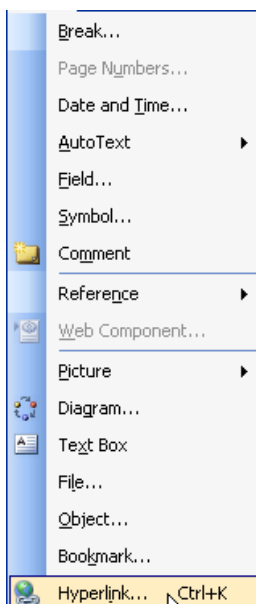 Break...
Page Numbers...
Date and Time...
AutoText
Field...
Symbol...
Comment
Reference
Web Component...
Picture
Diagram...
Text Box
File...
Object...
Bookmark...
Hyperlink... Ctrl+K